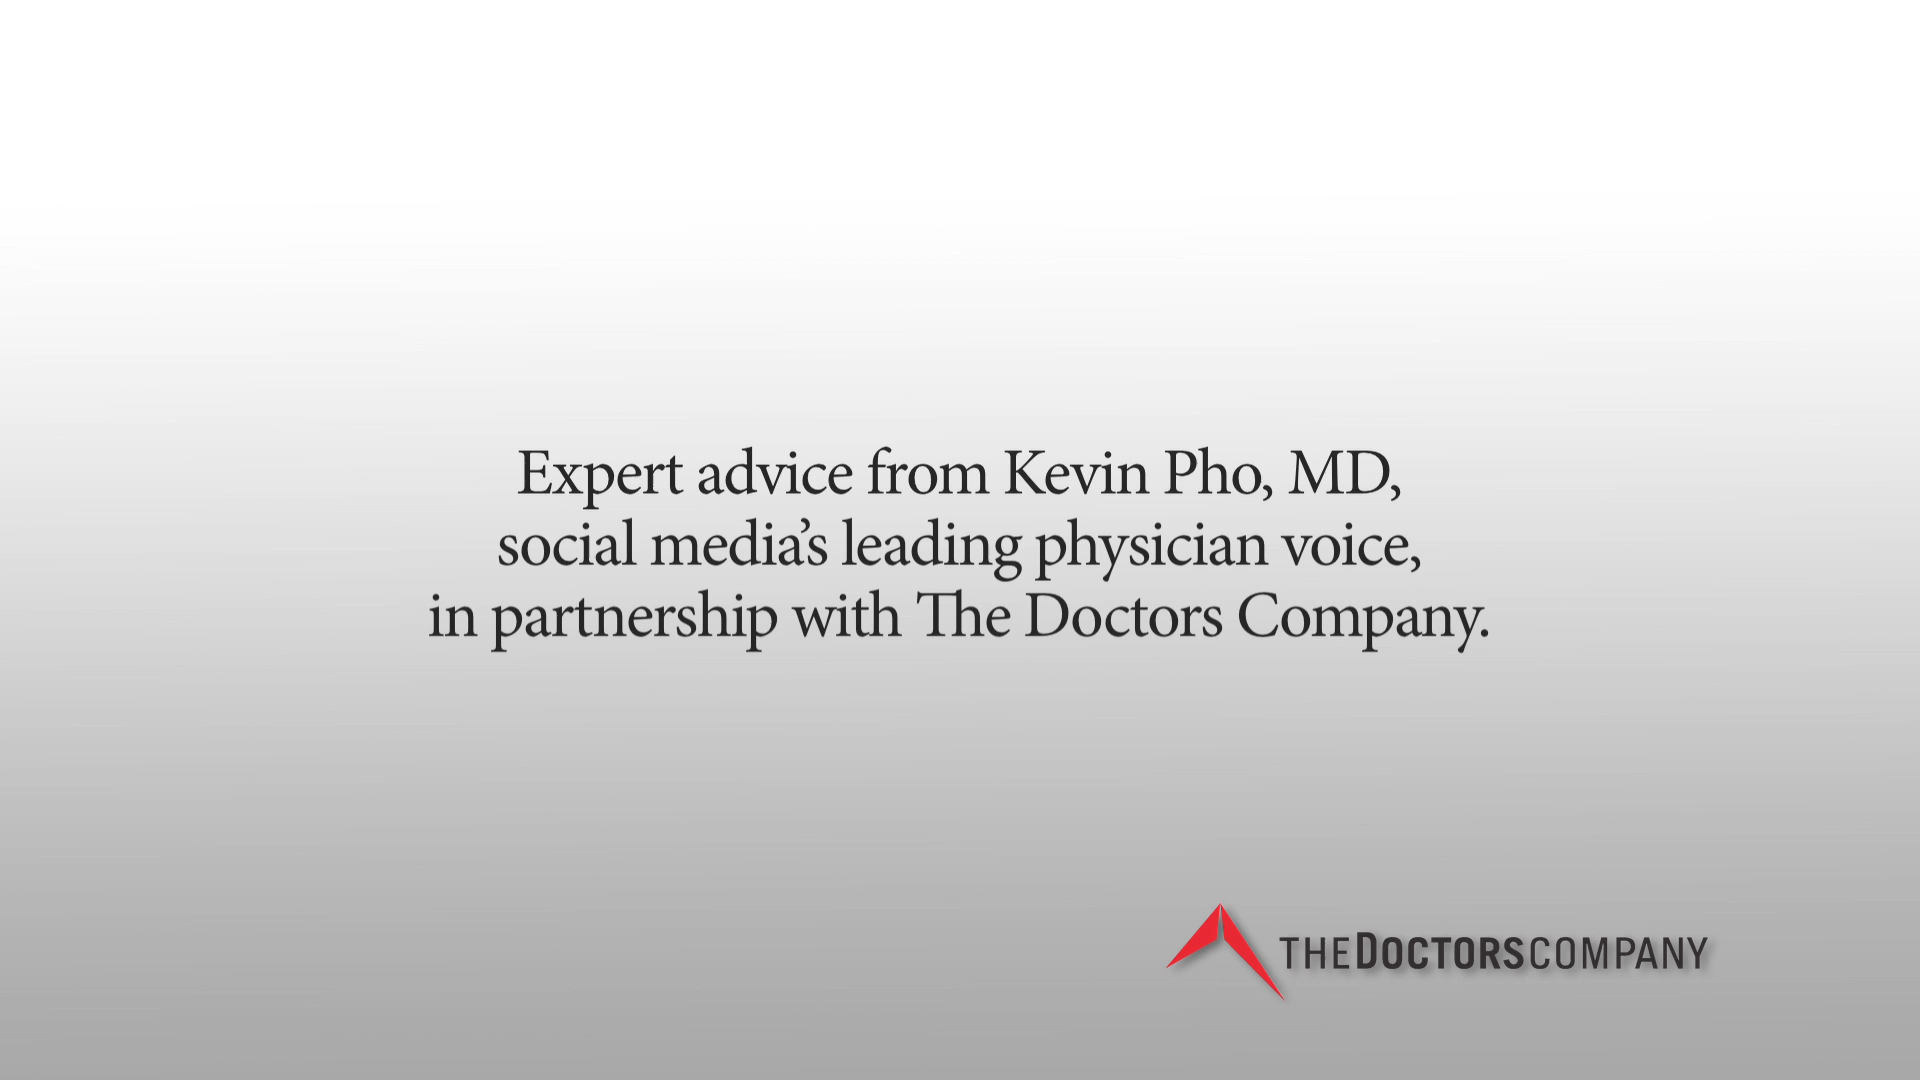 Expert advice from Kevin Pho, MD,
social media’s leading physician voice,
in partnership with The Doctors Company.
THEDOCTORSCOMPANY